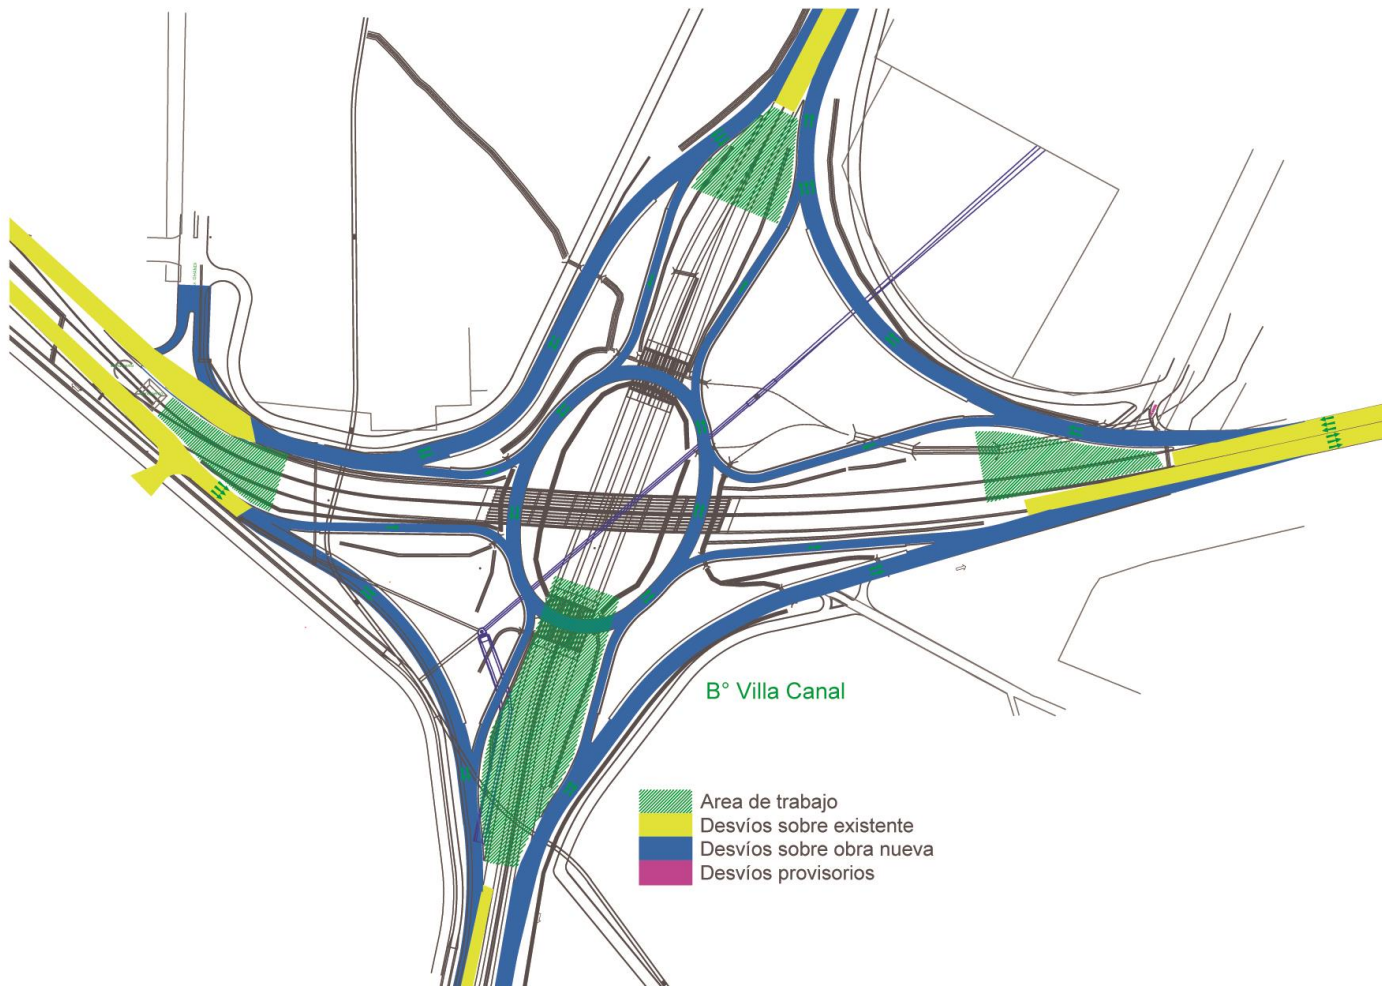 B° Villa Canal
Area de trabajo
Desvíos sobre existente
Desvíos sobre obra nueva
Desvíos provisorios